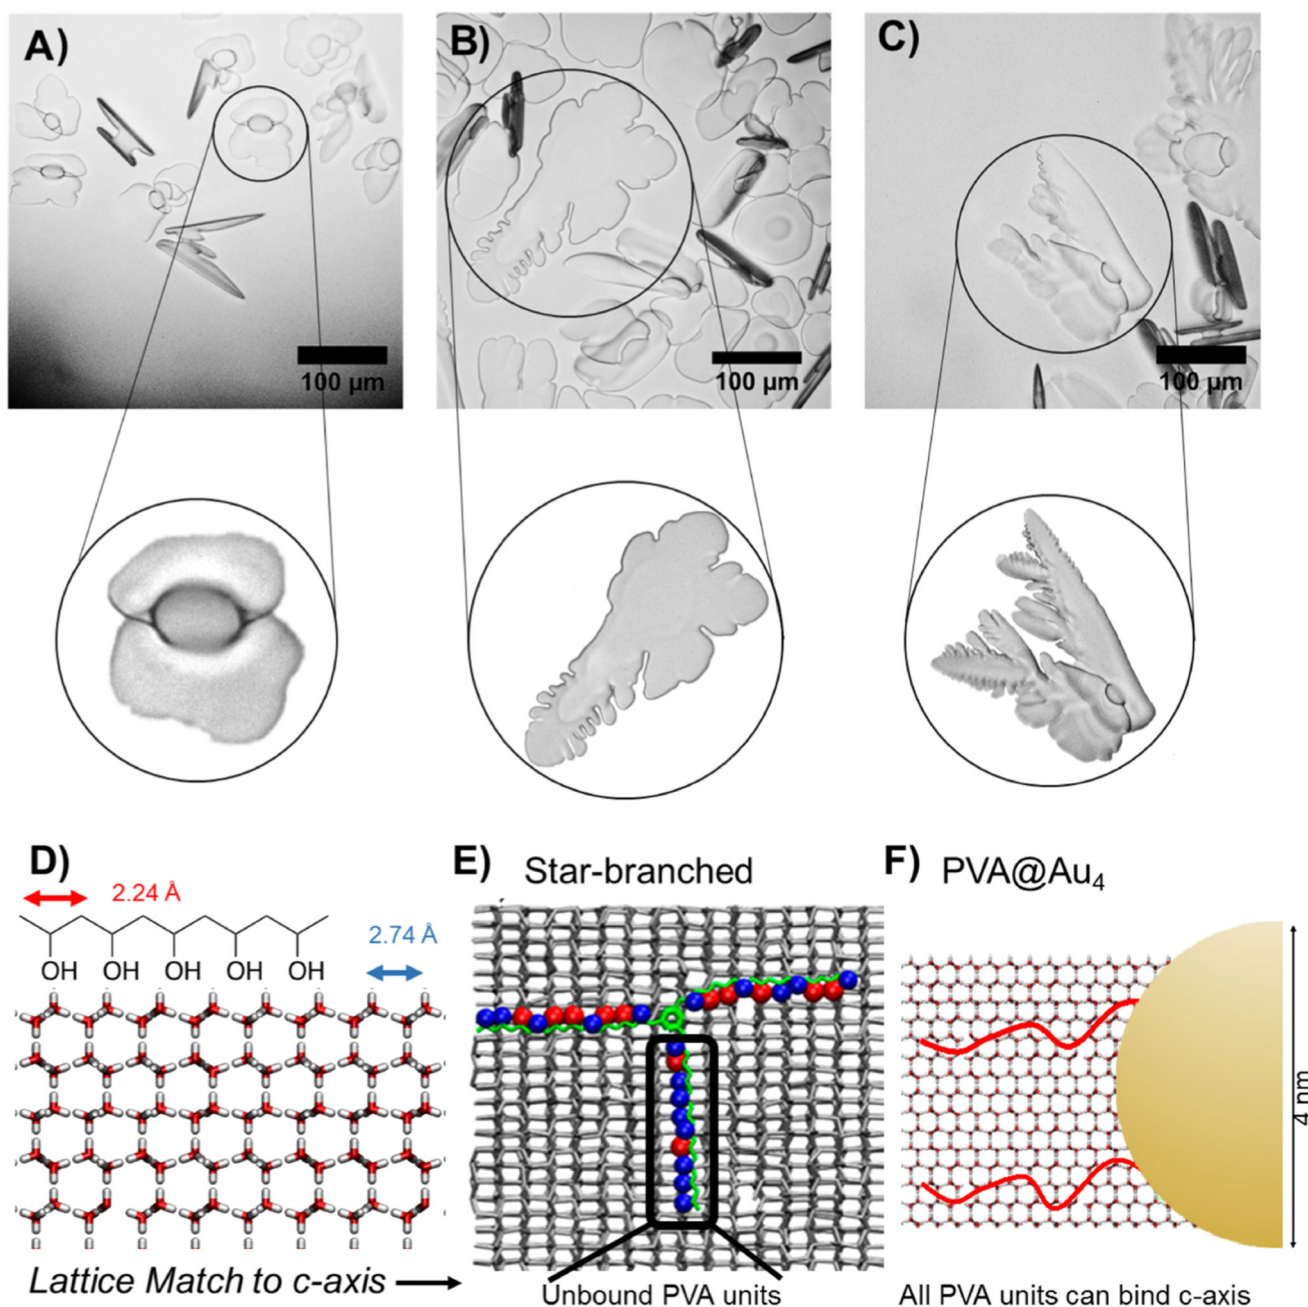 A)
B)
C)
100 μm
100 μm
100 μm
D)
2.24 Å
2.74 Å
OH OH OH OH OH
Lattice Match to c-axis
E) Star-branched
Unbound PVA units
F) PVA@Au₄
4 nm
All PVA units can bind c-axis